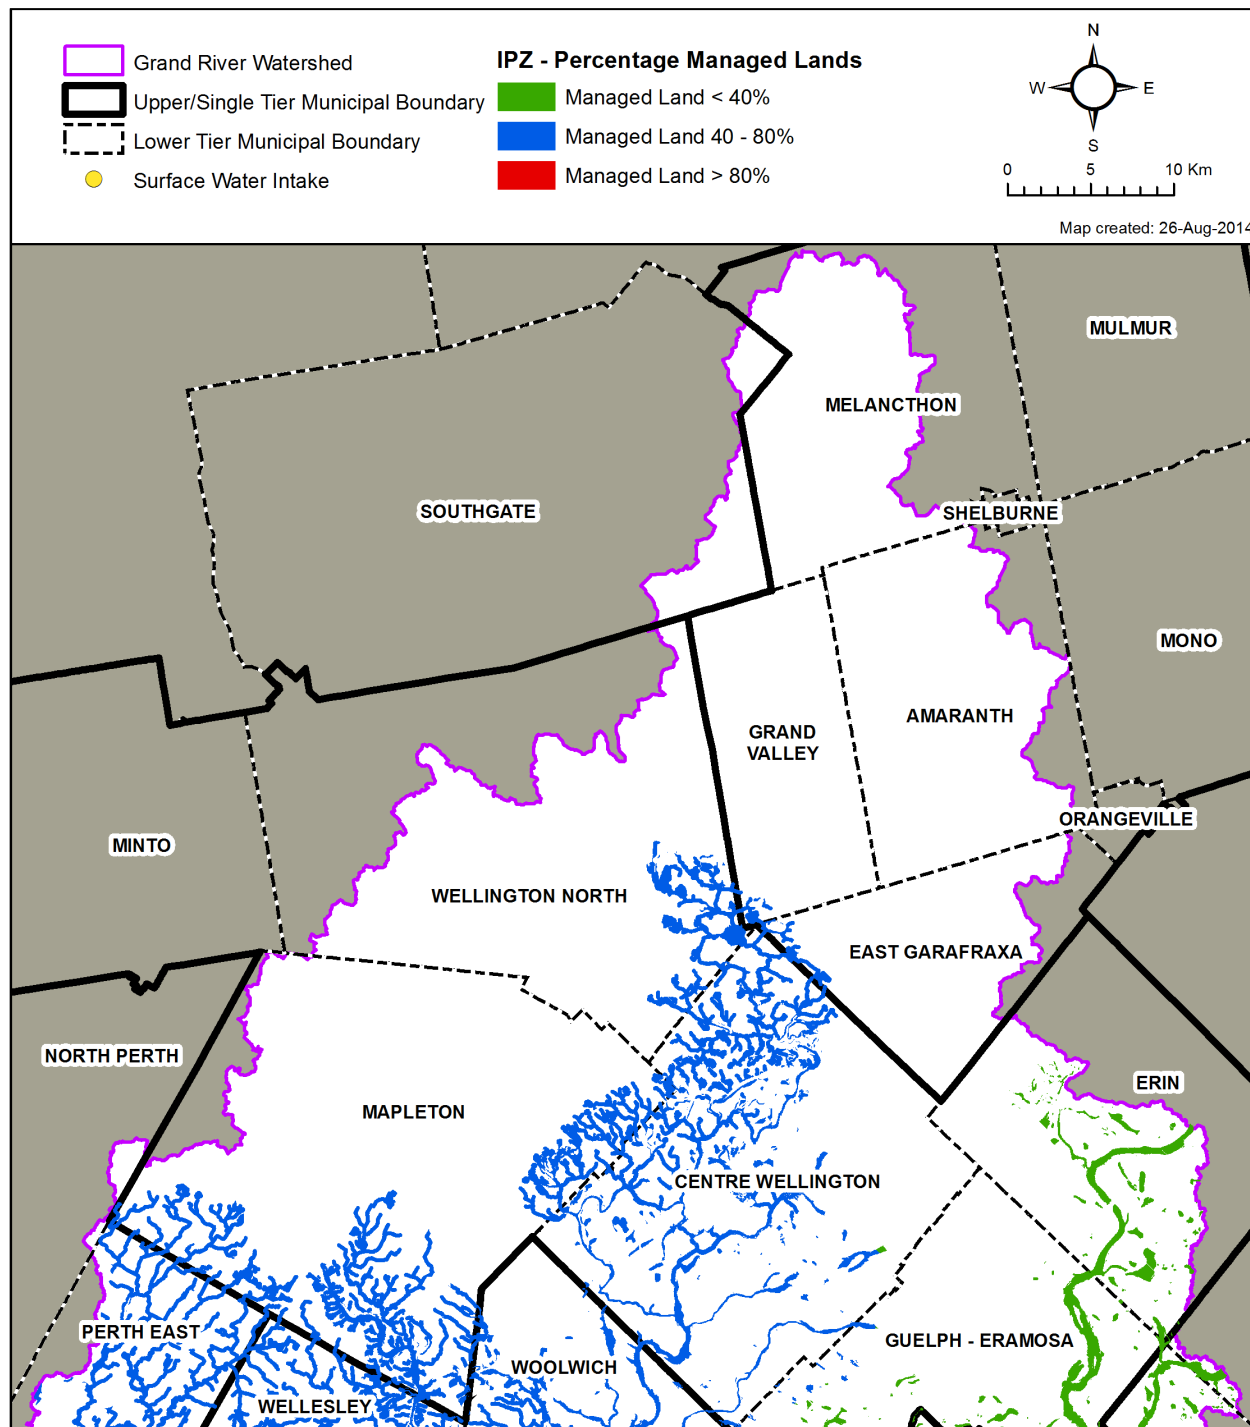 Grand River Watershed
Upper/Single Tier Municipal Boundary
Lower Tier Municipal Boundary
Surface Water Intake
IPZ - Percentage Managed Lands
Managed Land < 40%
Managed Land 40 - 80%
Managed Land > 80%
N
W
E
S
0 5 10 Km
Map created: 26-Aug-2014
MULMUR
MELANCTHON
SOUTHGATE
SHELBURNE
MONO
AMARANTH
GRAND
VALLEY
ORANGEVILLE
MINTO
WELLINGTON NORTH
EAST GARAFRAXA
NORTH PERTH
ERIN
MAPLETON
CENTRE WELLINGTON
PERTH EAST
GUELPH - ERAMOSA
WOOLWICH
WELLESLEY